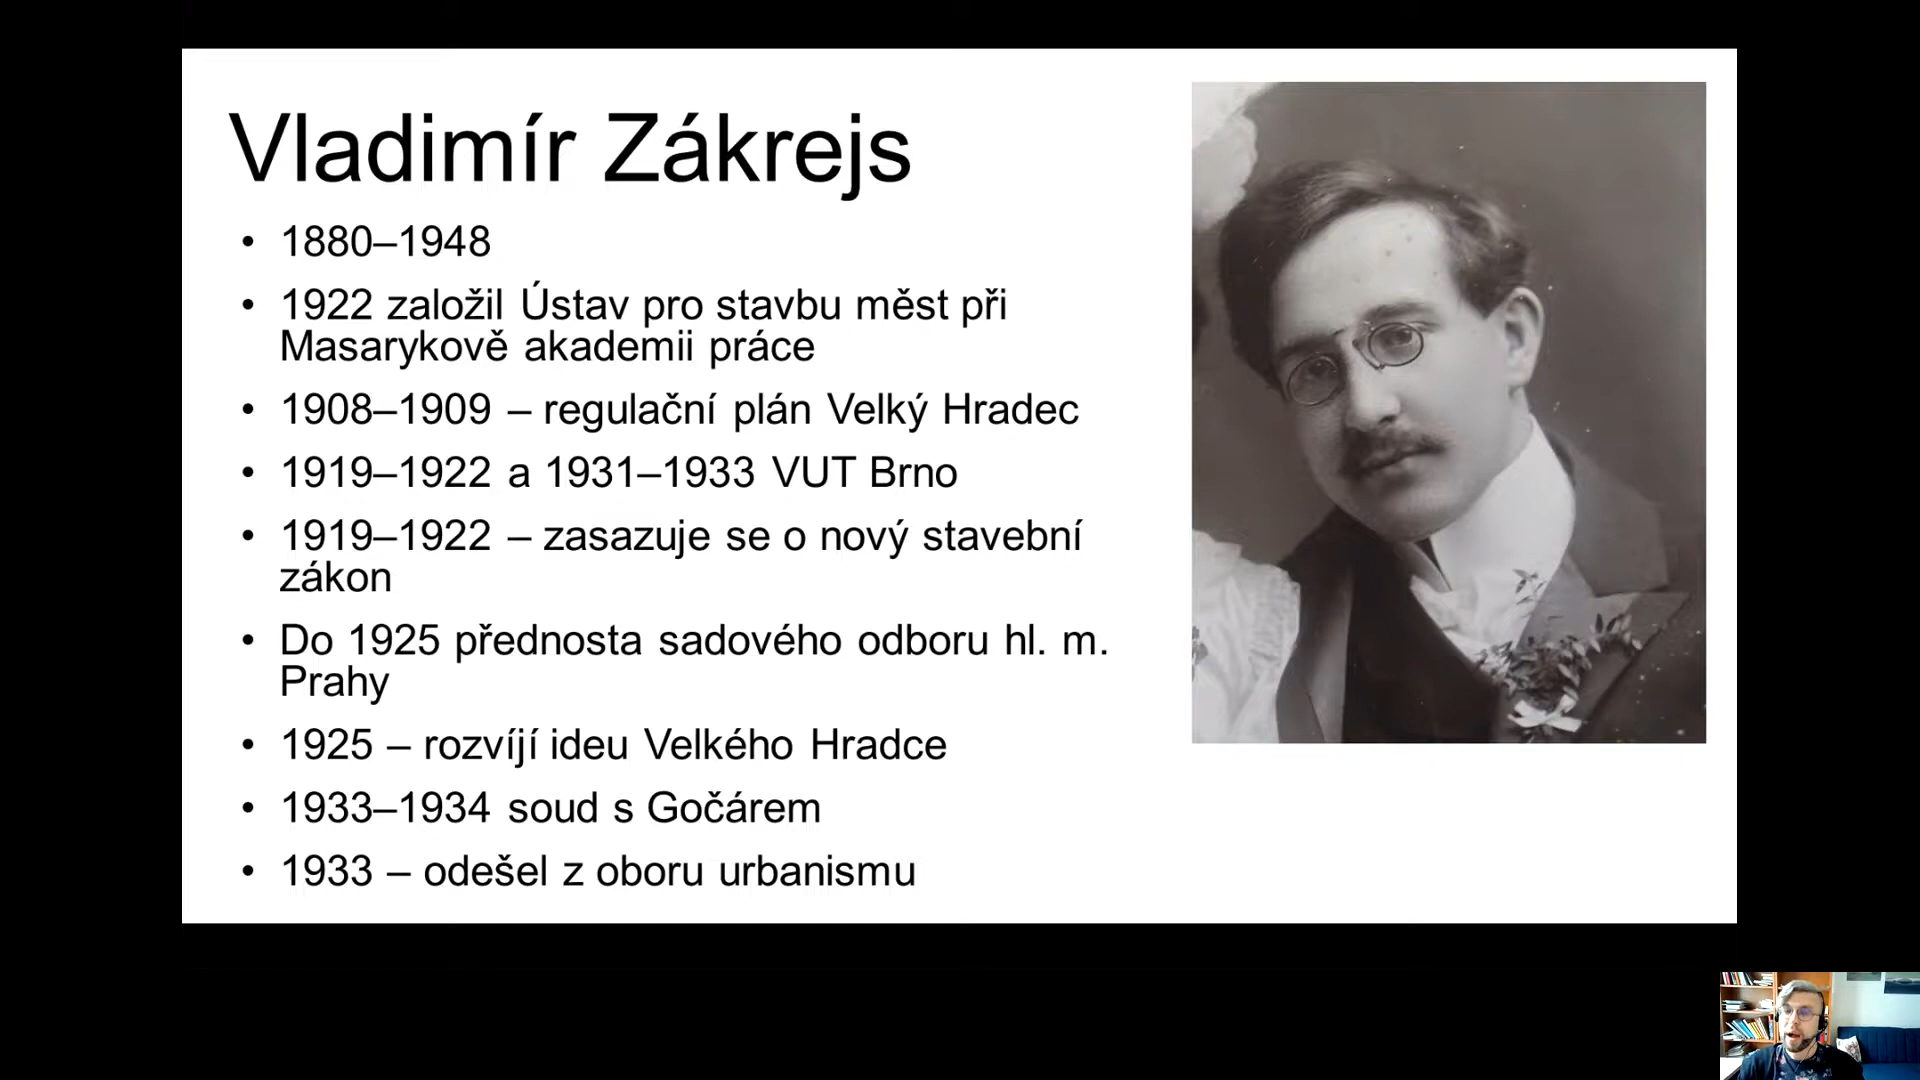 Vladimír Zákrejs
• 1880–1948
• 1922 založil Ústav pro stavbu měst při
Masarykově akademii práce
• 1908–1909 – regulační plán Velký Hradec
• 1919–1922 a 1931–1933 VUT Brno
• 1919–1922 – zasazuje se o nový stavební
zákon
• Do 1925 přednosta sadového odboru hl. m.
Prahy
• 1925 – rozvíjí ideu Velkého Hradce
• 1933–1934 soud s Gočárem
• 1933 – odešel z oboru urbanismu